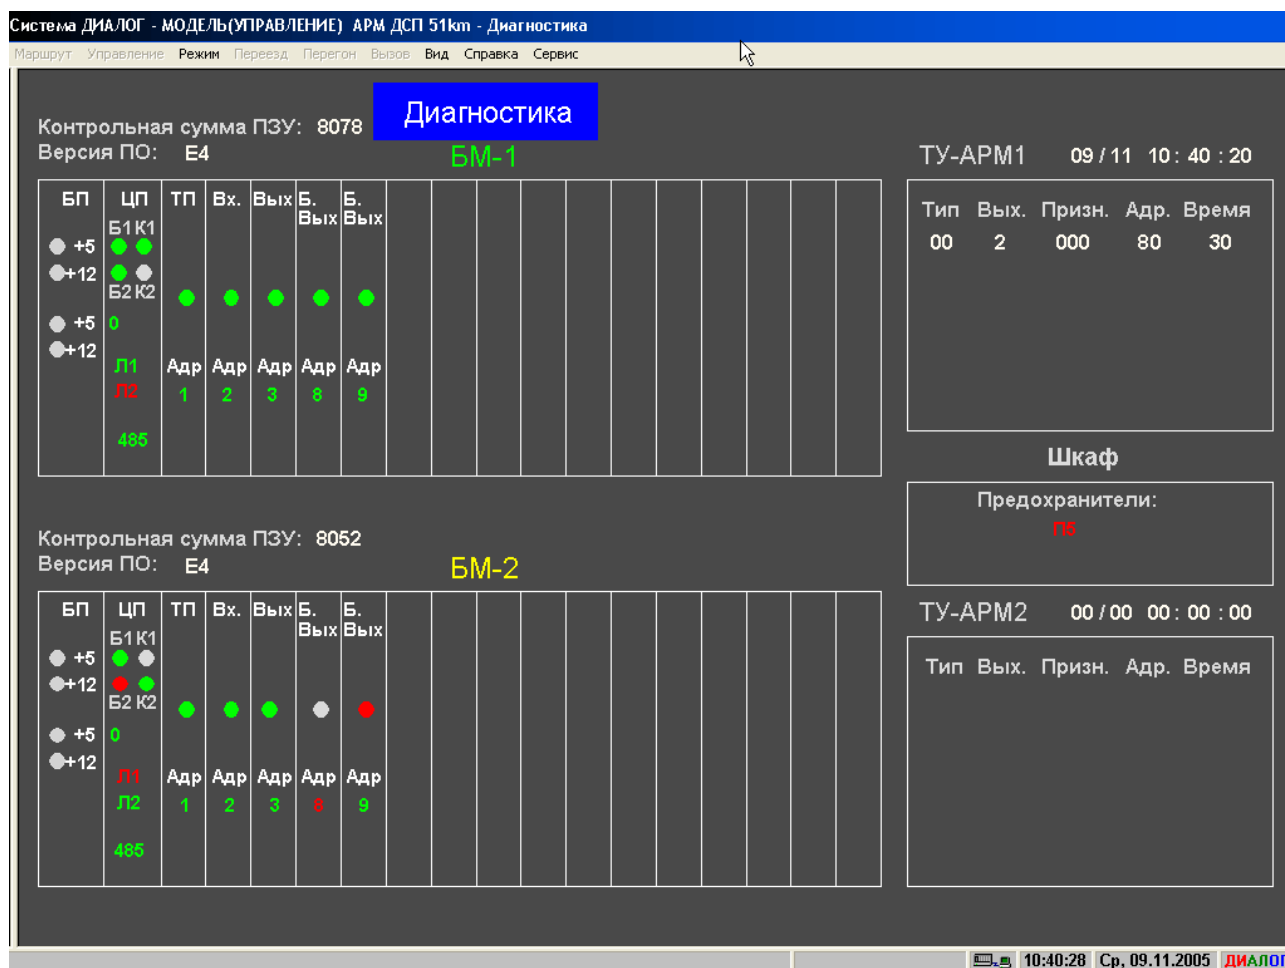 Система ДИАЛОГ - МОДЕЛЬ(УПРАВЛЕНИЕ) АРМ ДСП 51km - Диагностика
Маршрут Управление Режим Переезд Перегон Вызов Вид Справка Сервис
Диагностика
Контрольная сумма ПЗУ: 8078
Версия ПО: E4
БМ-1
БП ЦП ТП Вх. Вых Б. Вых Б. Вых
Б1 К1
+5
+12
Б2 К2
+5 0
+12
Л1 Адр Адр Адр Адр Адр
Л2 1 2 3 8 9
485
ТУ-АРМ1 09 / 11 10 : 40 : 20
Тип Вых. Призн. Адр. Время
00 2 000 80 30
Шкаф
Предохранители:
П5
Контрольная сумма ПЗУ: 8052
Версия ПО: E4
БМ-2
БП ЦП ТП Вх. Вых Б. Вых Б. Вых
Б1 К1
+5
+12
Б2 К2
+5 0
+12
Л1 Адр Адр Адр Адр Адр
Л2 1 2 3 8 9
485
ТУ-АРМ2 00 / 00 00 : 00 : 00
Тип Вых. Призн. Адр. Время
10:40:28 Ср, 09.11.2005 ДИАЛОГ